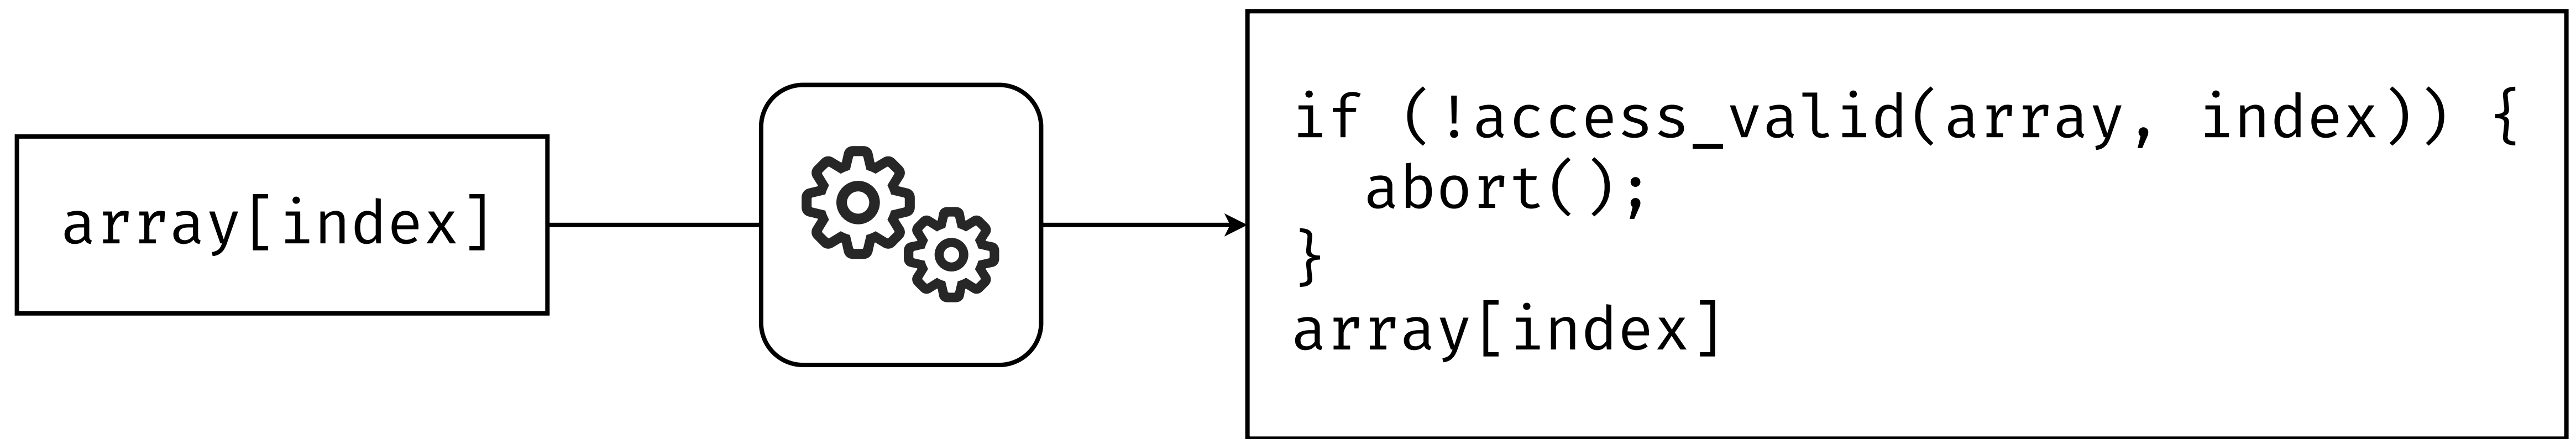 array[index]
if (!access_valid(array, index)) {
  abort();
}
array[index]